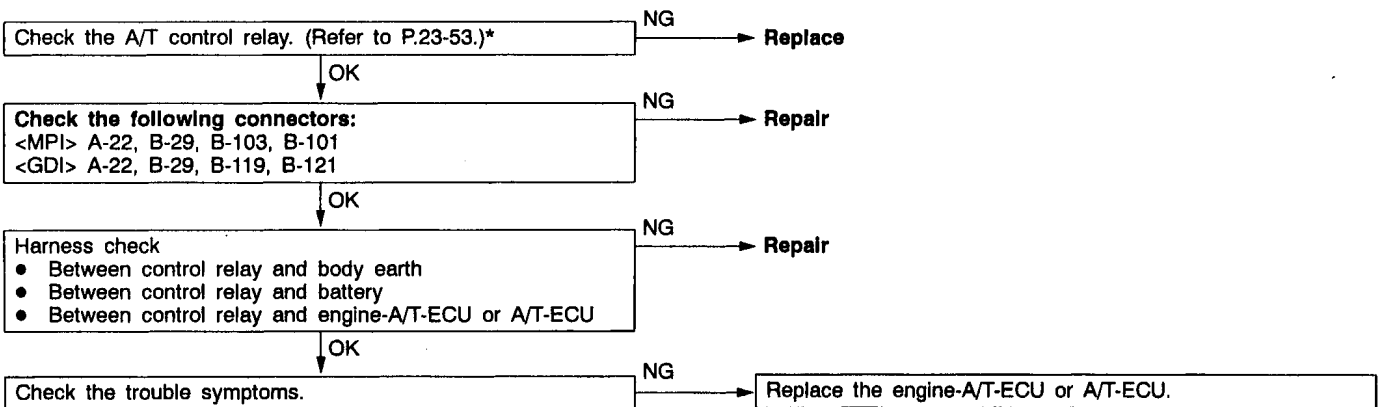 NG
Check the A/T control relay. (Refer to P.23-53.)*
Replace
OK
NG
Check the following connectors:
<MPI> A-22, B-29, B-103, B-101
<GDI> A-22, B-29, B-119, B-121
Repair
OK
NG
Harness check
● Between control relay and body earth
● Between control relay and battery
● Between control relay and engine-A/T-ECU or A/T-ECU
Repair
OK
NG
Check the trouble symptoms.
Replace the engine-A/T-ECU or A/T-ECU.